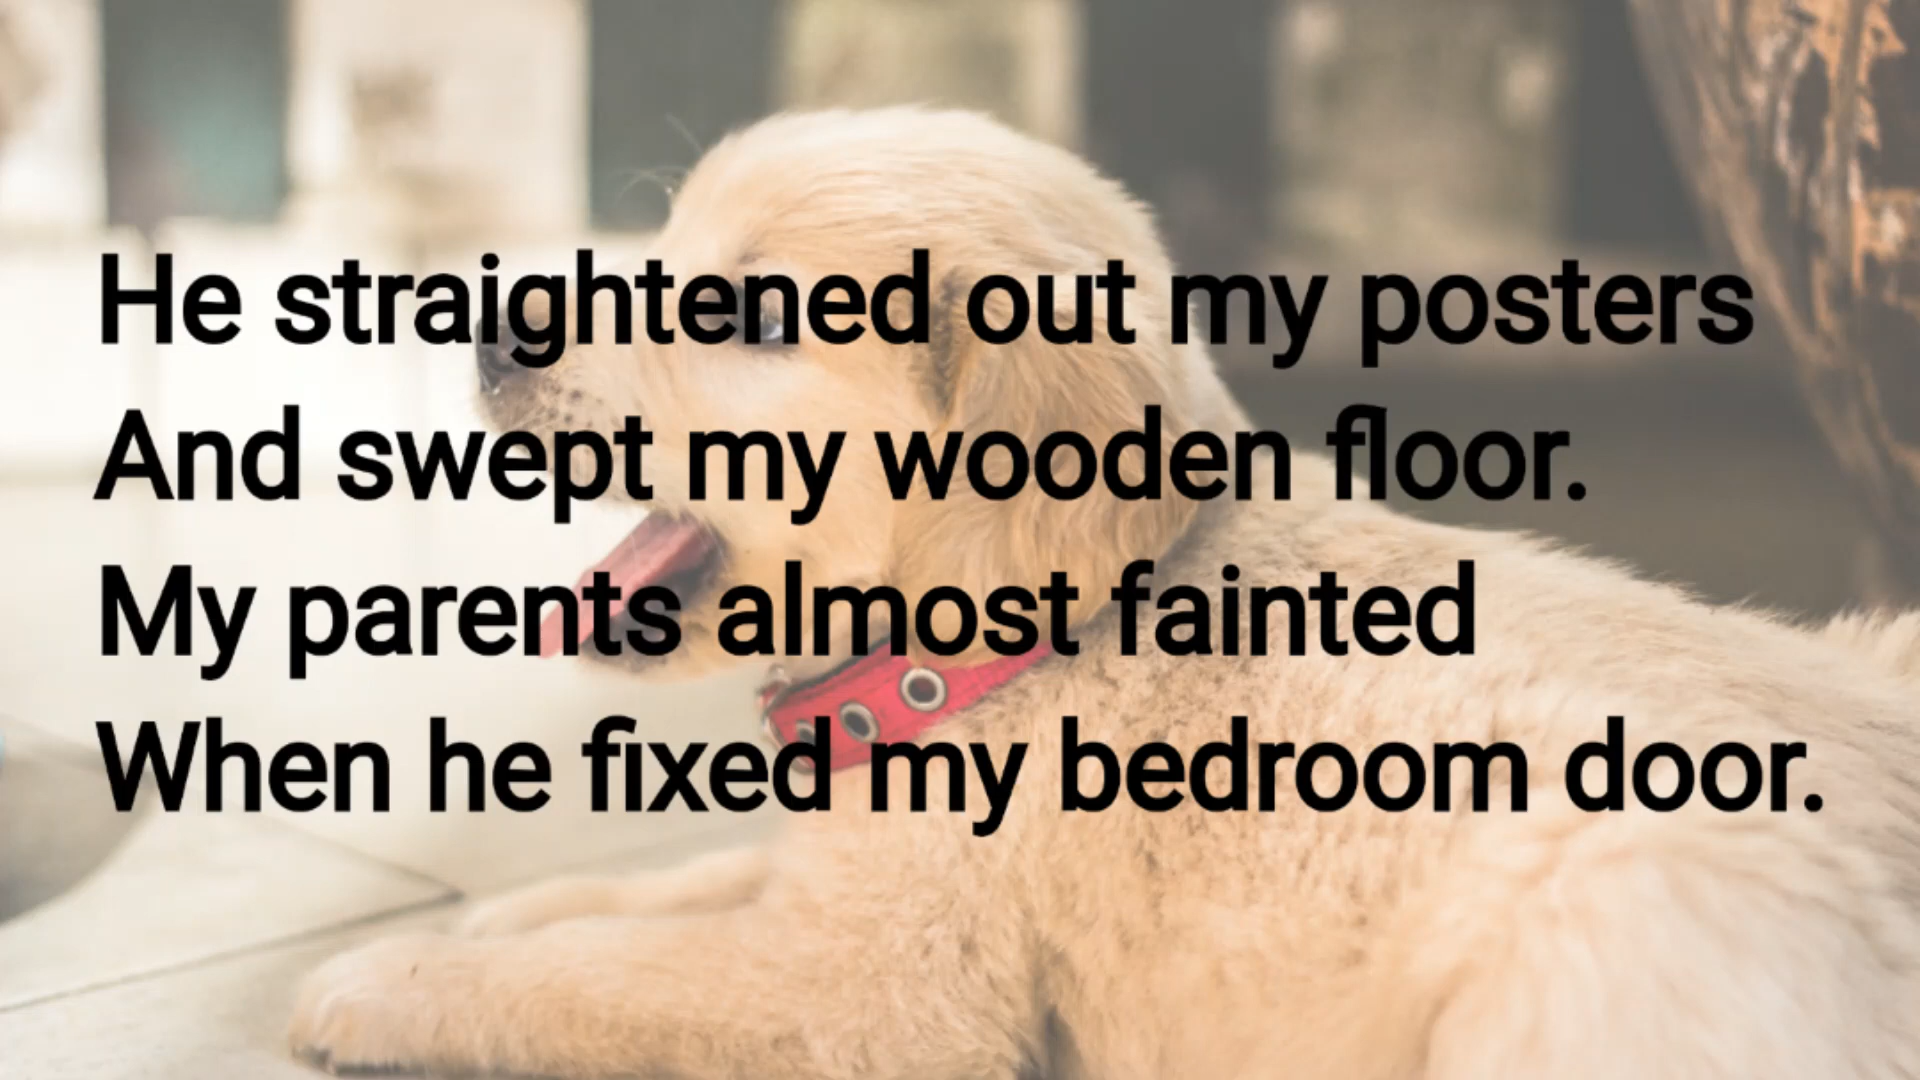 He straightened out my posters
And swept my wooden floor.
My parents almost fainted
When he fixed my bedroom door.